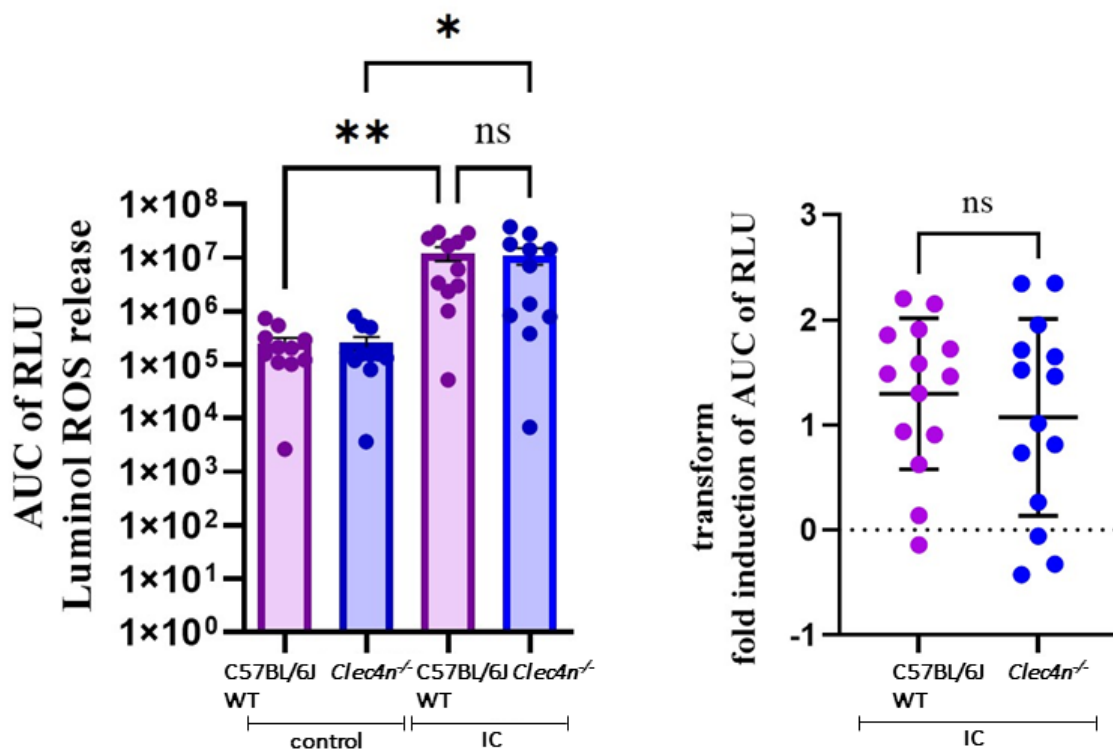 *
**
ns
AUC of RLU
Luminol ROS release
1×10⁸
1×10⁷
1×10⁶
1×10⁵
1×10⁴
1×10³
1×10²
1×10¹
1×10⁰
C57BL/6J Clec4n-/- C57BL/6J Clec4n-/-
WT WT
control IC
ns
transform
fold induction of AUC of RLU
3
2
1
0
-1
C57BL/6J Clec4n-/-
WT
IC